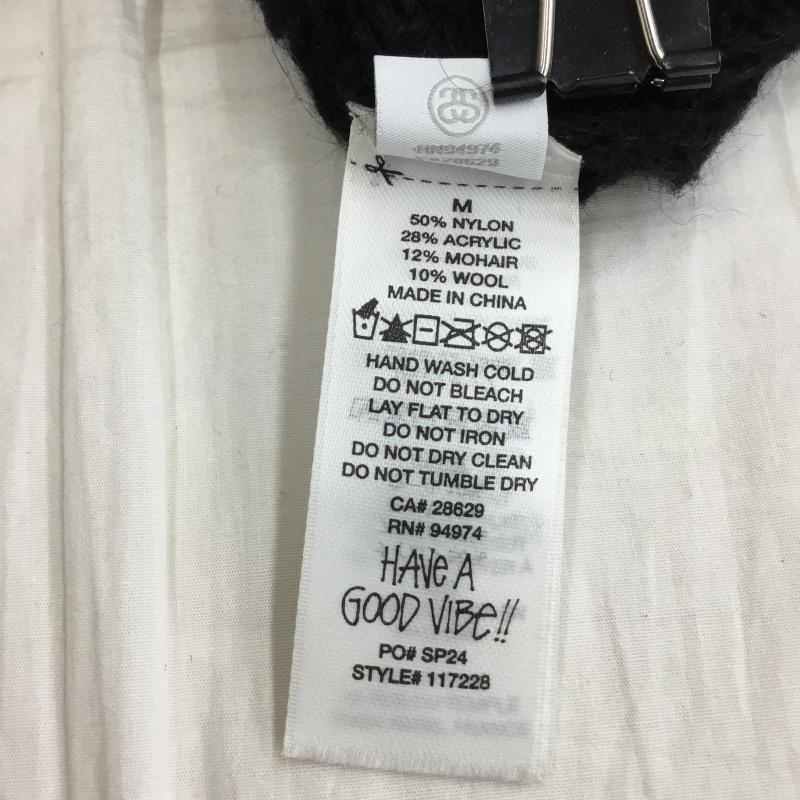 RN94974
CA28629
M
50% NYLON
28% ACRYLIC
12% MOHAIR
10% WOOL
MADE IN CHINA
HAND WASH COLD
DO NOT BLEACH
LAY FLAT TO DRY
DO NOT IRON
DO NOT DRY CLEAN
DO NOT TUMBLE DRY
CA# 28629
RN# 94974
HAVE A
GOOD VIBE!!
PO# SP24
STYLE# 117228